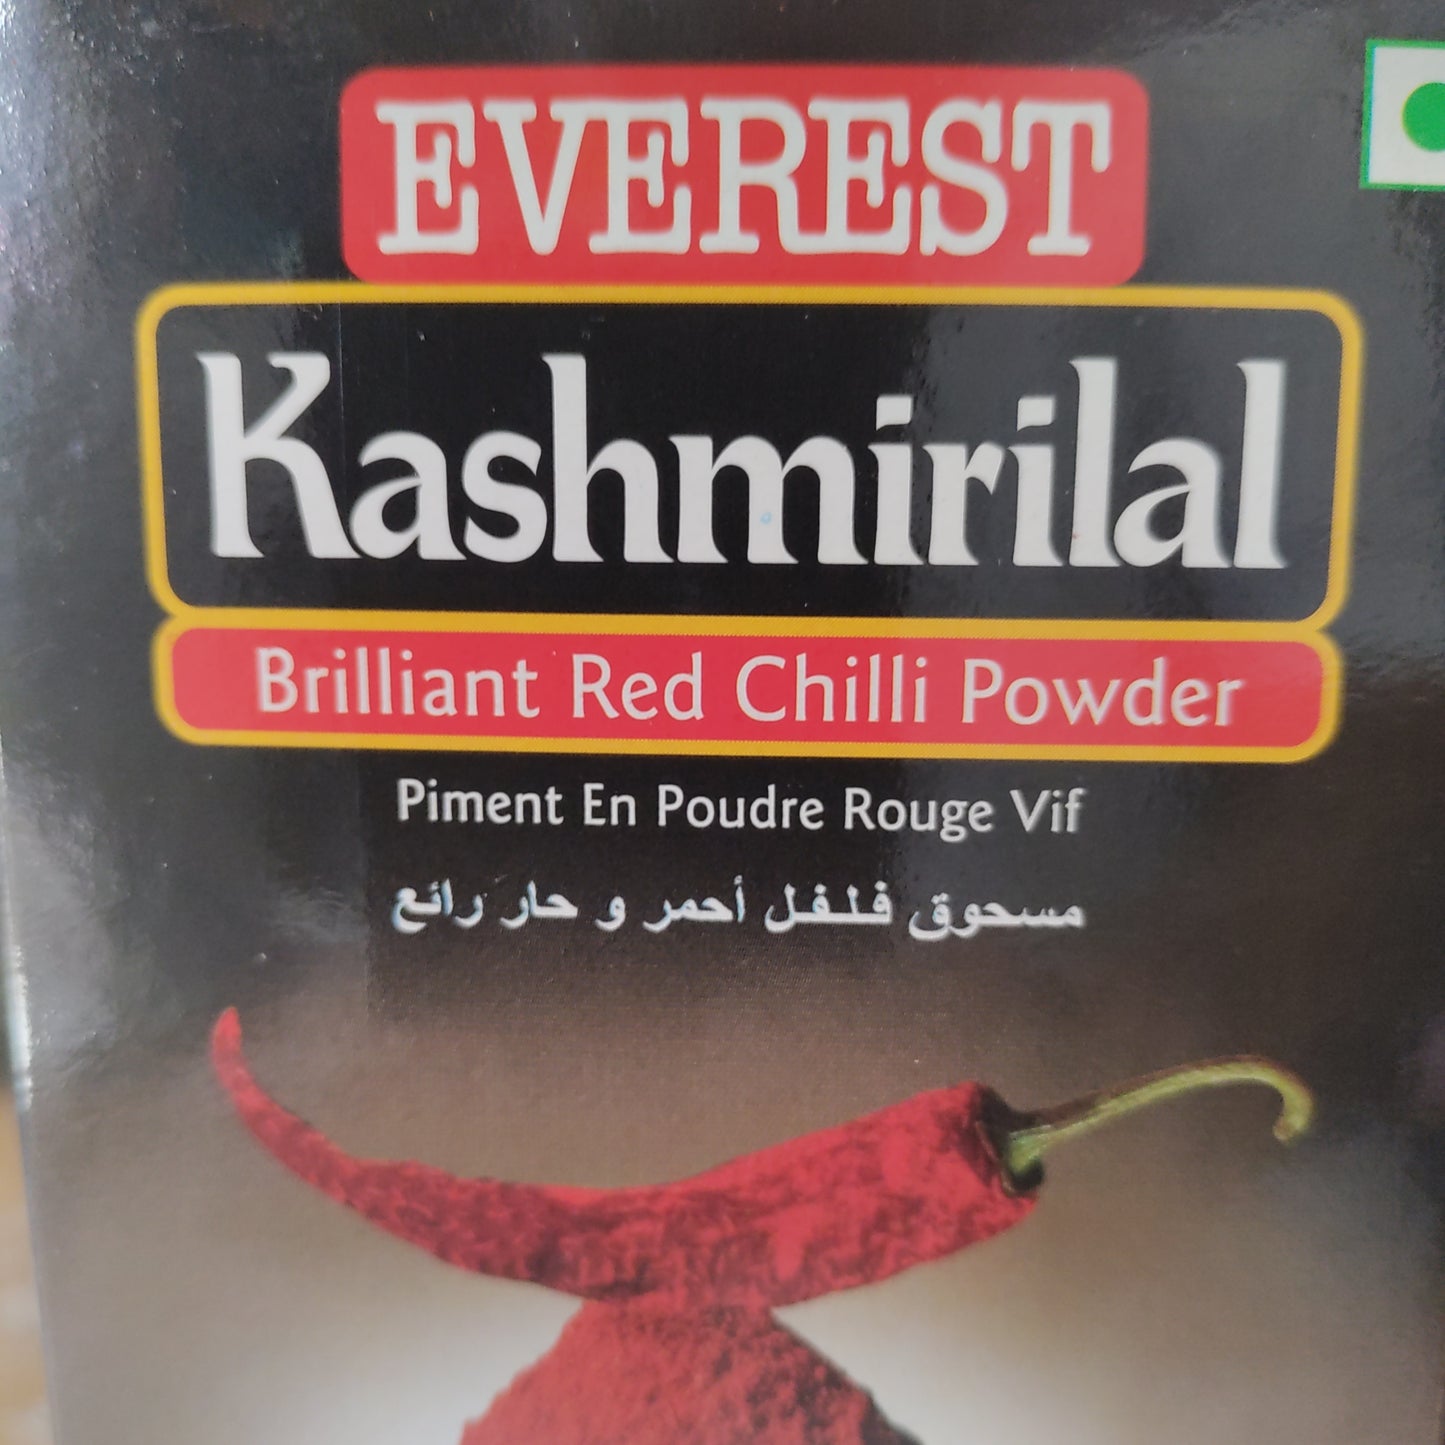 EVEREST
Kashmirilal
Brilliant Red Chilli Powder
Piment En Poudre Rouge Vif
مسحوق فلفل أحمر و حار رائع